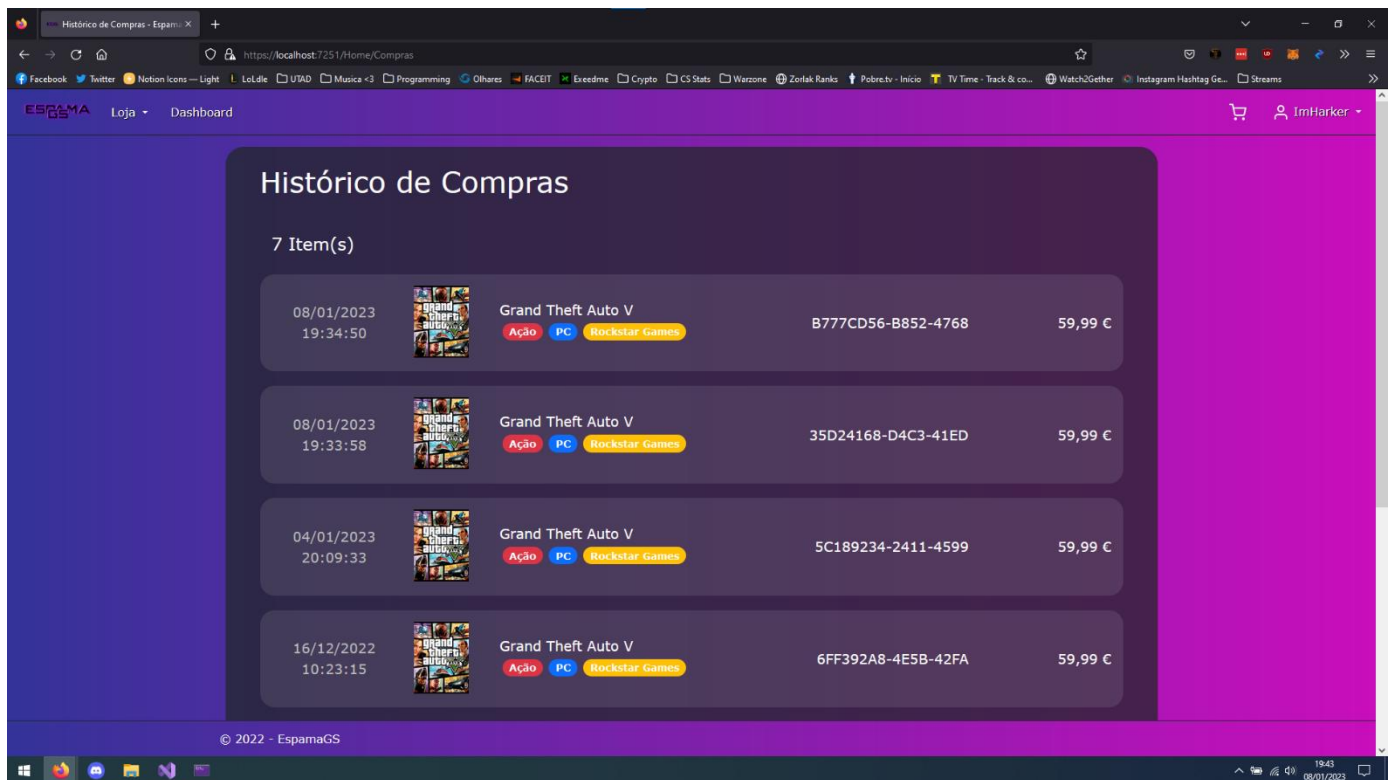 Histórico de Compras - Espama
https://localhost:7251/Home/Compras
Facebook Twitter Notion Icons — Light LoLdle UTAD Musica <3 Programming Olhares FACEIT Exeedme Crypto CS Stats Warzone Zorlak Ranks Pobre.tv - Início TV Time - Track & co... Watch2Gether Instagram Hashtag Ge... Streams
ESPAMA GS Loja Dashboard ImHarker
Histórico de Compras
7 Item(s)
08/01/2023
19:34:50
Grand Theft Auto V
Ação PC Rockstar Games
B777CD56-B852-4768
59,99 €
08/01/2023
19:33:58
Grand Theft Auto V
Ação PC Rockstar Games
35D24168-D4C3-41ED
59,99 €
04/01/2023
20:09:33
Grand Theft Auto V
Ação PC Rockstar Games
5C189234-2411-4599
59,99 €
16/12/2022
10:23:15
Grand Theft Auto V
Ação PC Rockstar Games
6FF392A8-4E5B-42FA
59,99 €
© 2022 - EspamaGS
19:43
08/01/2023